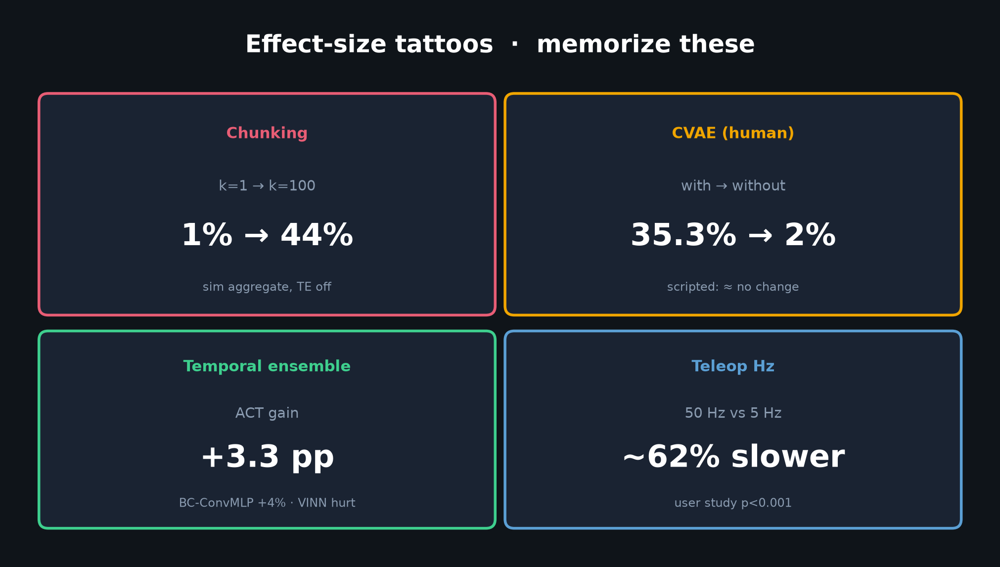 Effect-size tattoos · memorize these
Chunking
k=1 → k=100
1% → 44%
sim aggregate, TE off
CVAE (human)
with → without
35.3% → 2%
scripted: ≈ no change
Temporal ensemble
ACT gain
+3.3 pp
BC-ConvMLP +4% · VINN hurt
Teleop Hz
50 Hz vs 5 Hz
~62% slower
user study p<0.001